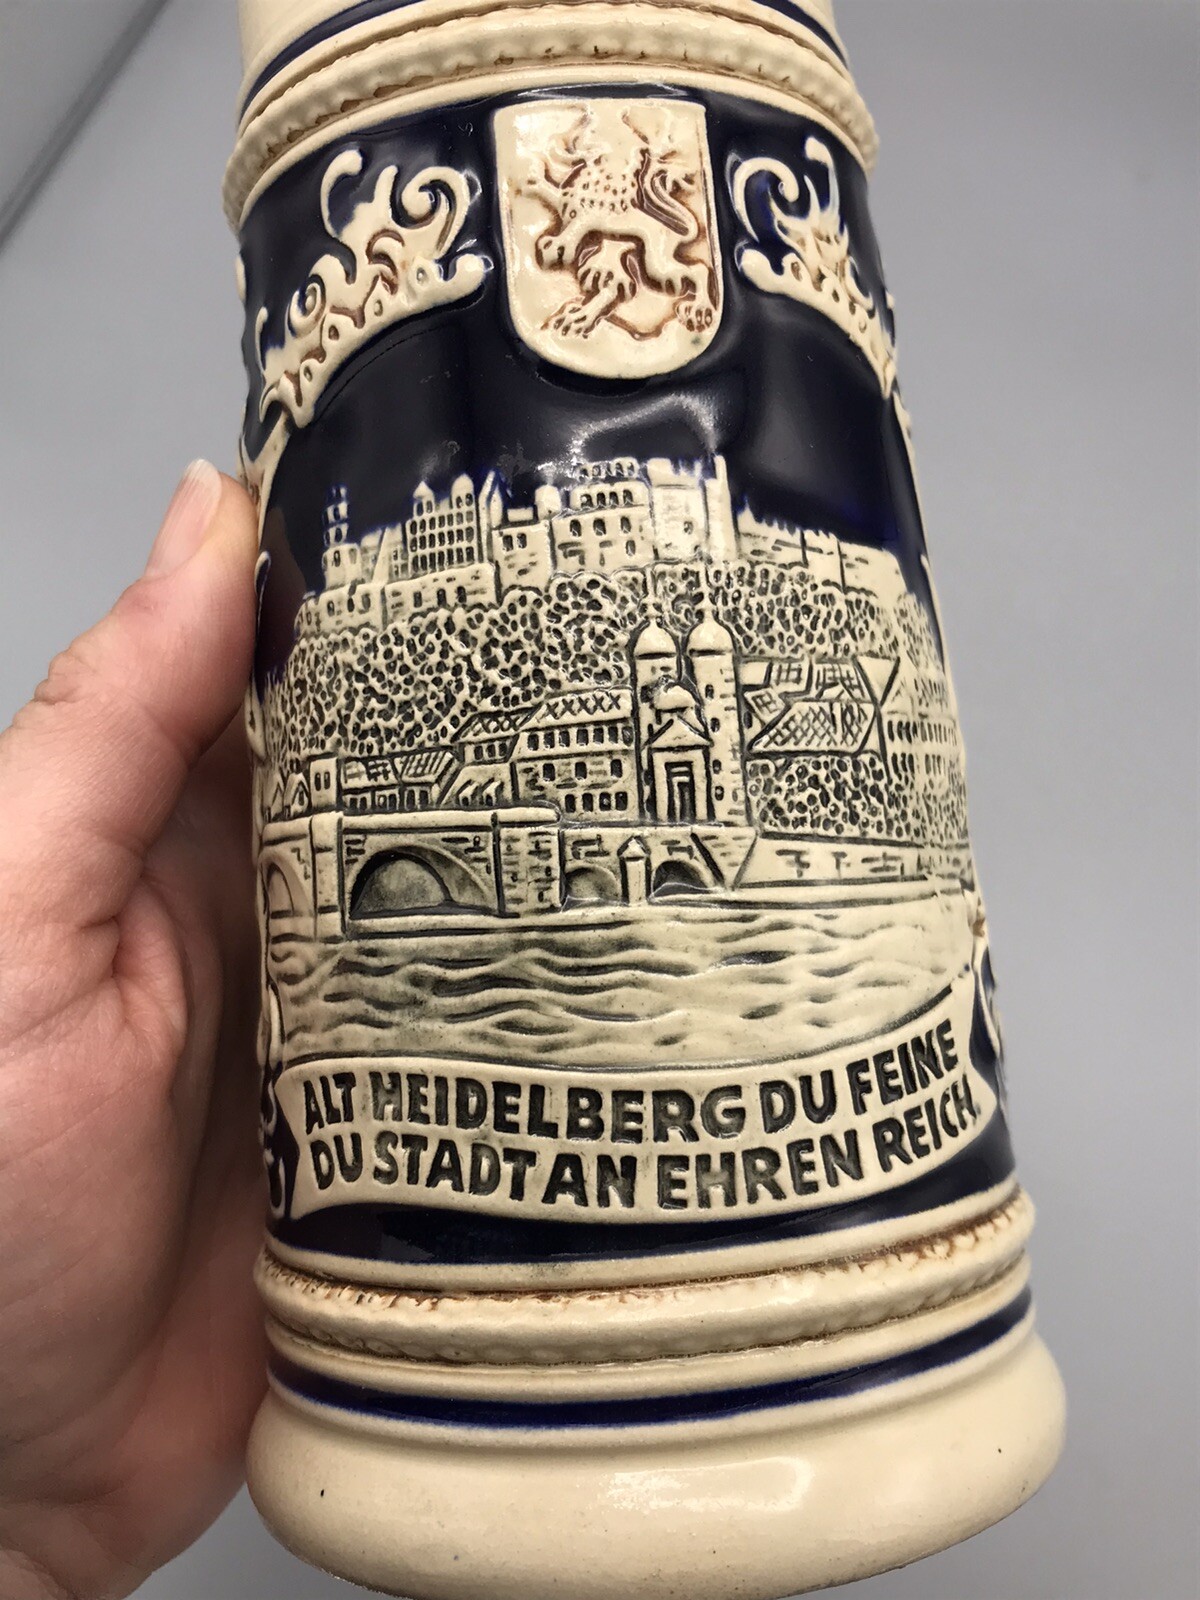 ALT HEIDELBERG DU FEINE
DU STADT AN EHREN REICH.